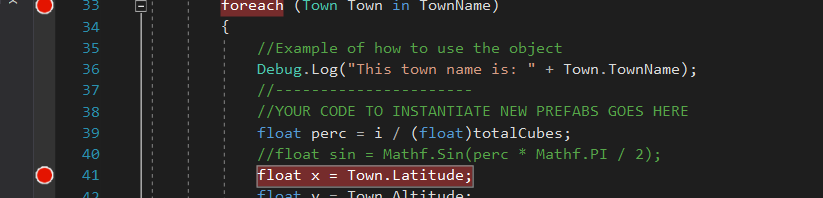 33 foreach (Town Town in TownName)
34 {
35 //Example of how to use the object
36 Debug.Log("This town name is: " + Town.TownName);
37 //----------------------
38 //YOUR CODE TO INSTANTIATE NEW PREFABS GOES HERE
39 float perc = i / (float)totalCubes;
40 //float sin = Mathf.Sin(perc * Mathf.PI / 2);
41 float x = Town.Latitude;
42 float y = Town.Altitude;